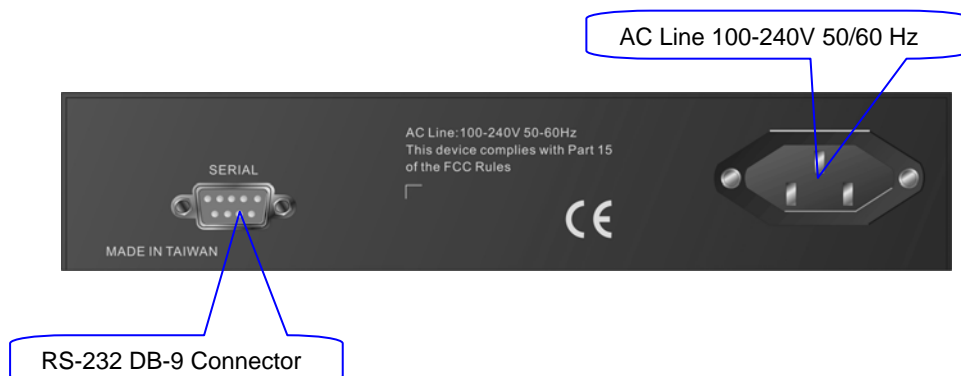 AC Line 100-240V 50/60 Hz
AC Line:100-240V 50-60Hz
This device complies with Part 15
of the FCC Rules
SERIAL
CE
MADE IN TAIWAN
RS-232 DB-9 Connector